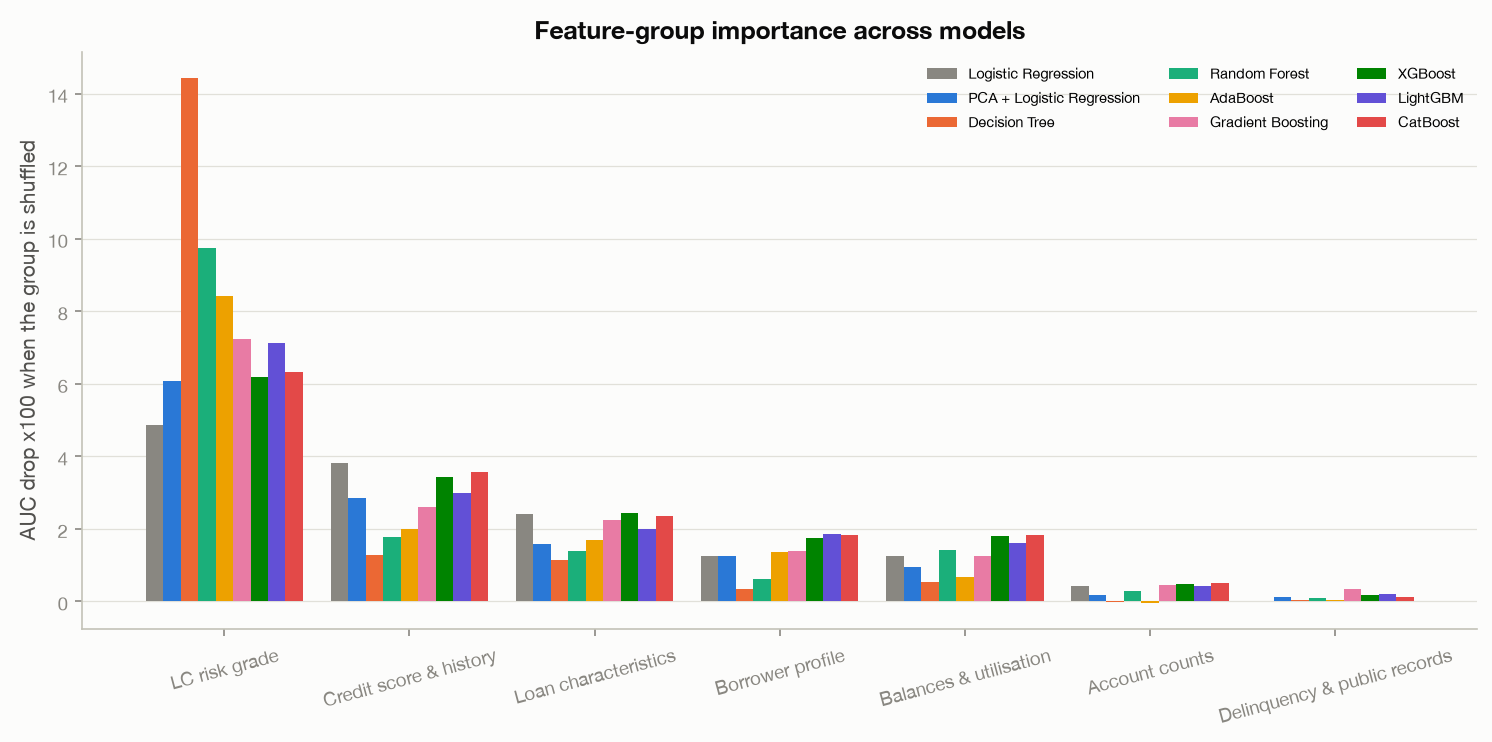 Feature-group importance across models
Logistic Regression
PCA + Logistic Regression
Decision Tree
Random Forest
AdaBoost
Gradient Boosting
XGBoost
LightGBM
CatBoost
AUC drop x100 when the group is shuffled
14
12
10
8
6
4
2
0
LC risk grade
Credit score & history
Loan characteristics
Borrower profile
Balances & utilisation
Account counts
Delinquency & public records